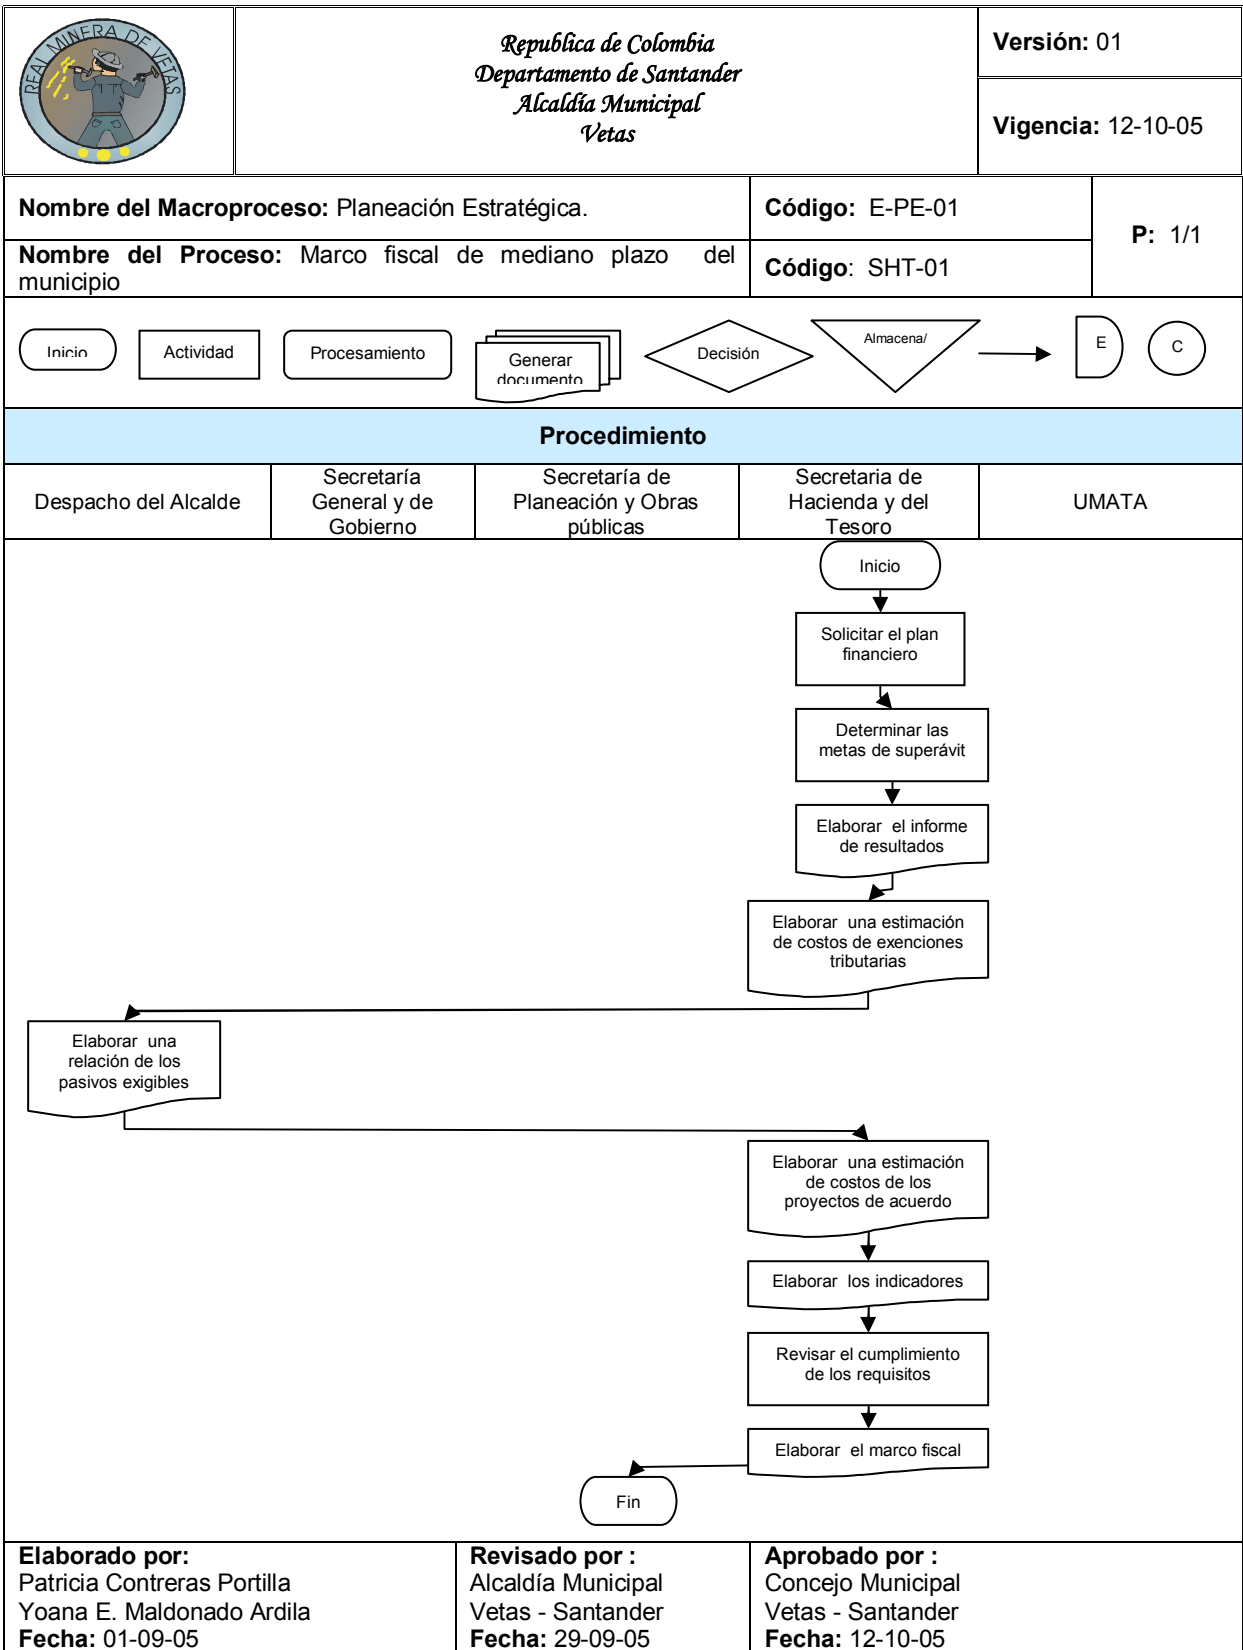 REAL MINERA DE VETAS
Republica de Colombia
Departamento de Santander
Alcaldía Municipal
Vetas
Versión: 01
Vigencia: 12-10-05
Nombre del Macroproceso: Planeación Estratégica.
Código: E-PE-01
P: 1/1
Nombre del Proceso: Marco fiscal de mediano plazo del
municipio
Código: SHT-01
Inicio
Actividad
Procesamiento
Generar
documento
Decisión
Almacena/
E
C
Procedimiento
Despacho del Alcalde
Secretaría
General y de
Gobierno
Secretaría de
Planeación y Obras
públicas
Secretaria de
Hacienda y del
Tesoro
UMATA
Inicio
Solicitar el plan
financiero
Determinar las
metas de superávit
Elaborar el informe
de resultados
Elaborar una estimación
de costos de exenciones
tributarias
Elaborar una
relación de los
pasivos exigibles
Elaborar una estimación
de costos de los
proyectos de acuerdo
Elaborar los indicadores
Revisar el cumplimiento
de los requisitos
Elaborar el marco fiscal
Fin
Elaborado por:
Patricia Contreras Portilla
Yoana E. Maldonado Ardila
Fecha: 01-09-05
Revisado por :
Alcaldía Municipal
Vetas - Santander
Fecha: 29-09-05
Aprobado por :
Concejo Municipal
Vetas - Santander
Fecha: 12-10-05